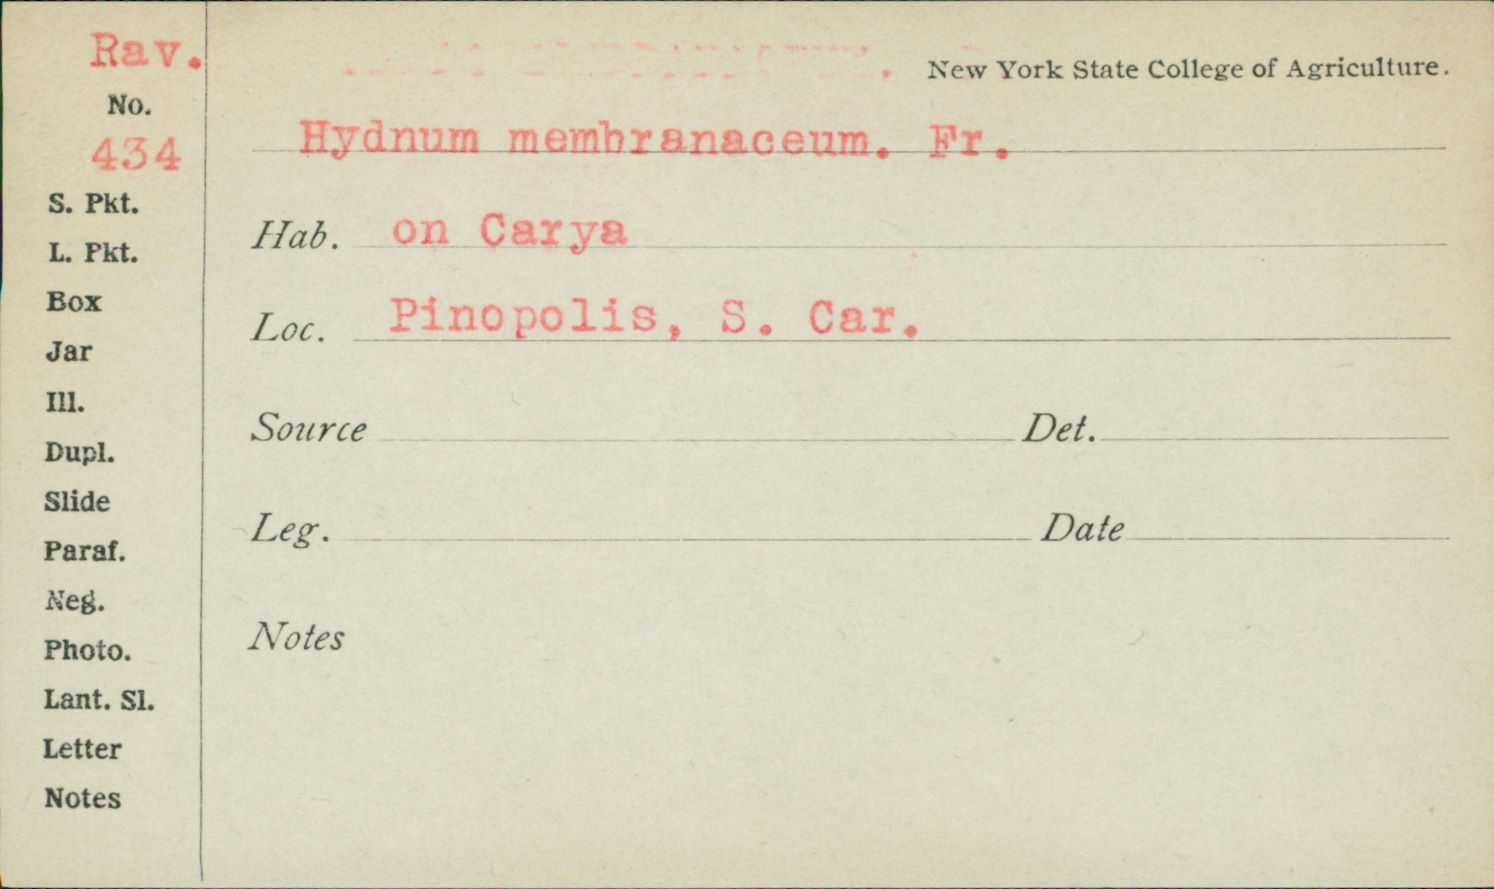 Rav.
New York State College of Agriculture.
No.
434
Hydnum membranaceum. Fr.
S. Pkt.
L. Pkt.
Hab. on Carya
Box
Loc. Pinopolis, S. Car.
Jar
Ill.
Source Det.
Dupl.
Slide
Leg. Date
Paraf.
Neg.
Notes
Photo.
Lant. Sl.
Letter
Notes